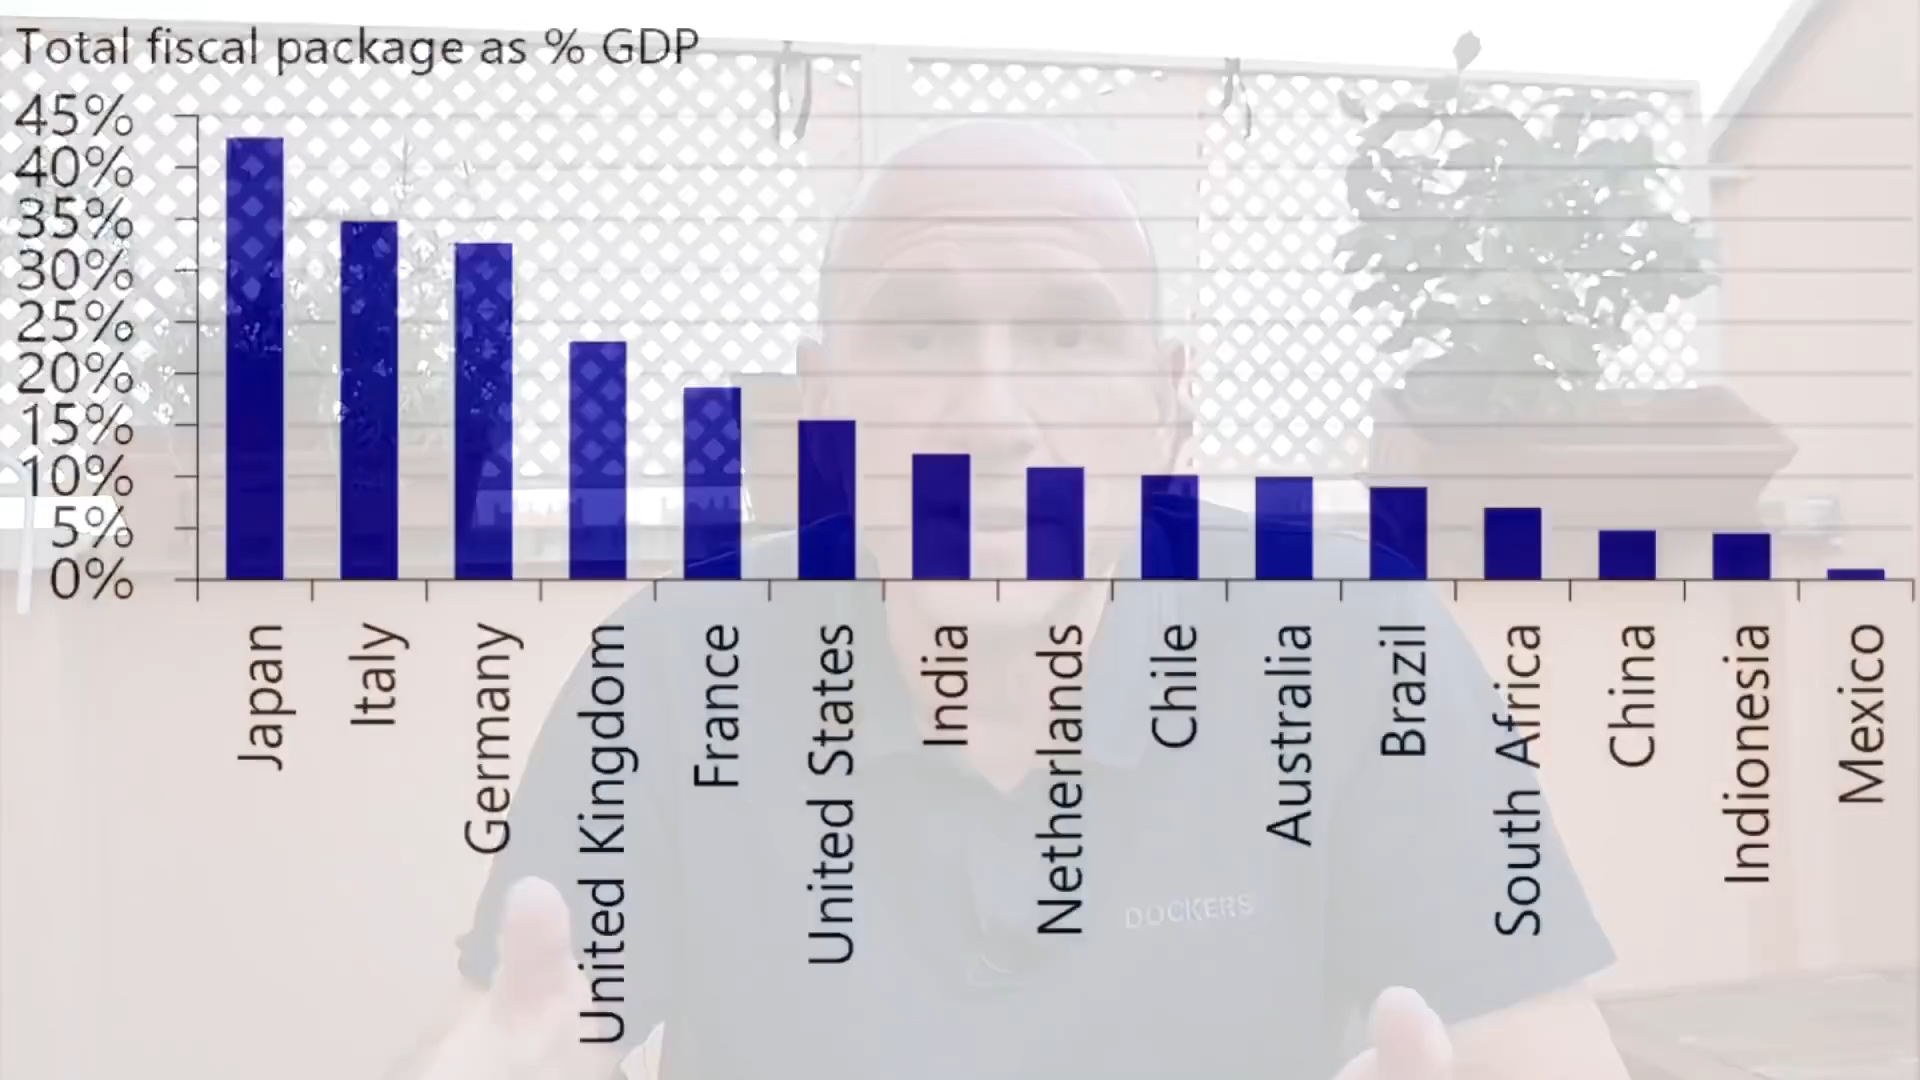 Total fiscal package as % GDP
45%
40%
35%
30%
25%
20%
15%
10%
5%
0%
Japan
Italy
Germany
United Kingdom
France
United States
India
Netherlands
Chile
Australia
Brazil
South Africa
China
Indionesia
Mexico
DOCKERS